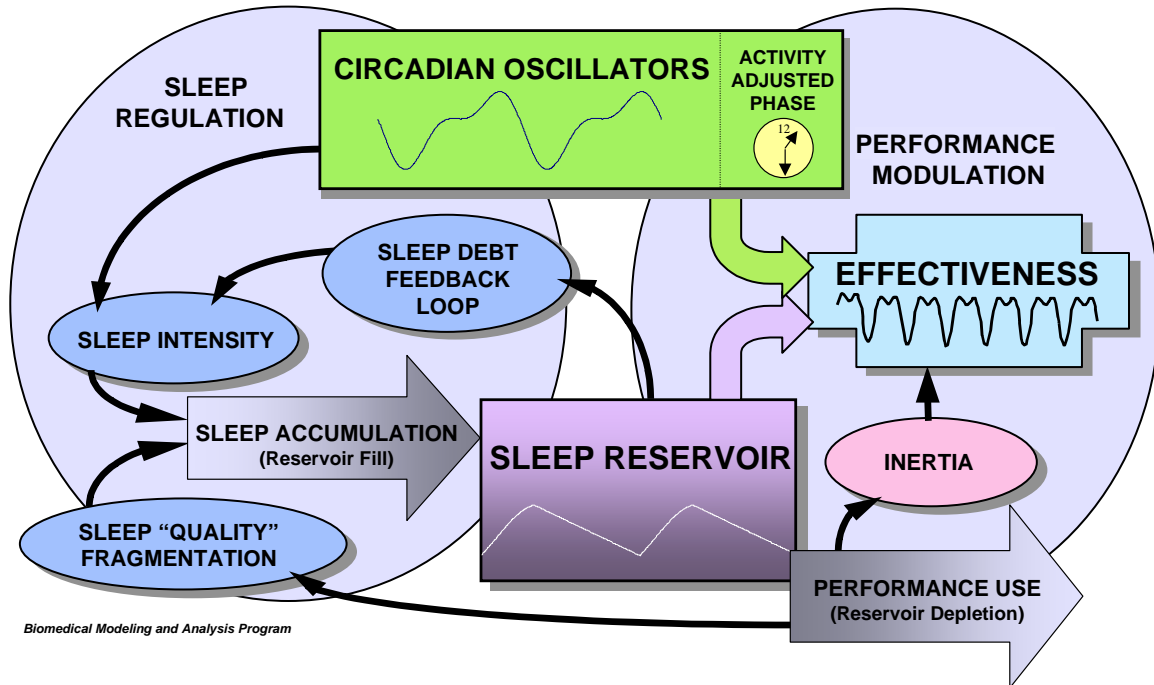 CIRCADIAN OSCILLATORS
ACTIVITY
ADJUSTED
PHASE
12
SLEEP
REGULATION
PERFORMANCE
MODULATION
SLEEP DEBT
FEEDBACK
LOOP
EFFECTIVENESS
SLEEP INTENSITY
SLEEP ACCUMULATION
(Reservoir Fill)
SLEEP RESERVOIR
INERTIA
SLEEP “QUALITY”
FRAGMENTATION
PERFORMANCE USE
(Reservoir Depletion)
Biomedical Modeling and Analysis Program